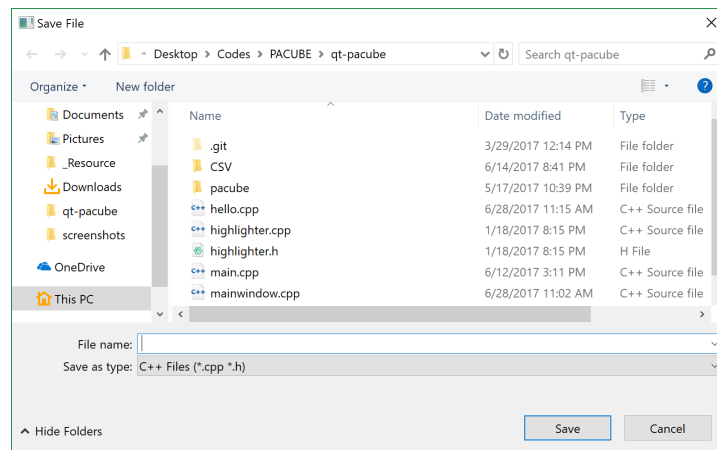 Save File
« Desktop > Codes > PACUBE > qt-pacube Search qt-pacube
Organize New folder ?
Name Date modified Type
Documents
Pictures
_Resource
Downloads
qt-pacube
screenshots
OneDrive
This PC
.git 3/29/2017 12:14 PM File folder
CSV 6/14/2017 8:41 PM File folder
pacube 5/17/2017 10:39 PM File folder
hello.cpp 6/28/2017 11:15 AM C++ Source file
highlighter.cpp 1/18/2017 8:15 PM C++ Source file
highlighter.h 1/18/2017 8:15 PM H File
main.cpp 6/12/2017 3:11 PM C++ Source file
mainwindow.cpp 6/28/2017 11:02 AM C++ Source file
File name:
Save as type: C++ Files (*.cpp *.h)
Hide Folders Save Cancel